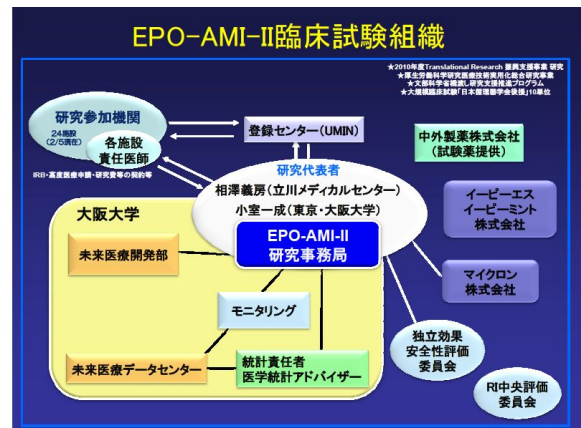 EPO-AMI-II臨床試験組織
★2010年度Translational Research 振興支援事業 研究
★厚生労働科学研究医療技術実用化総合研究事業
★文部科学省橋渡し研究支援推進プログラム
★大規模臨床試験「日本循環器学会後援」10単位
研究参加機関
24施設
(2/5現在)
各施設
責任医師
IRB・高度医療申請・研究費等の契約等
登録センター(UMIN)
中外製薬株式会社
(試験薬提供)
研究代表者
相澤義房(立川メディカルセンター)
小室一成(東京・大阪大学)
EPO-AMI-II
研究事務局
イーピーエス
イーピーミント
株式会社
マイクロン
株式会社
大阪大学
未来医療開発部
モニタリング
未来医療データセンター
統計責任者
医学統計アドバイザー
独立効果
安全性評価
委員会
RI中央評価
委員会